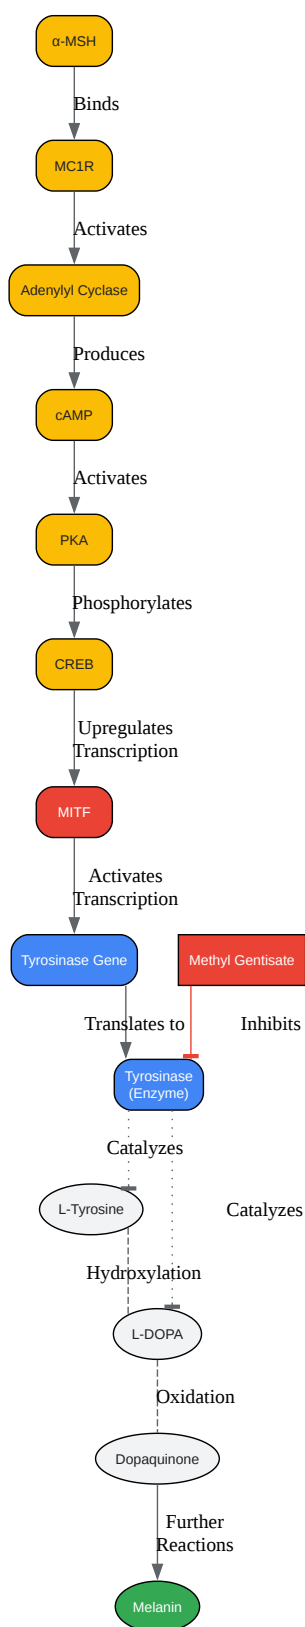 α-MSH
Binds
MC1R
Activates
Adenylyl Cyclase
Produces
cAMP
Activates
PKA
Phosphorylates
CREB
Upregulates
Transcription
MITF
Activates
Transcription
Tyrosinase Gene
Methyl Gentisate
Translates to
Inhibits
Tyrosinase
(Enzyme)
Catalyzes
L-Tyrosine
Catalyzes
Hydroxylation
L-DOPA
Oxidation
Dopaquinone
Further
Reactions
Melanin